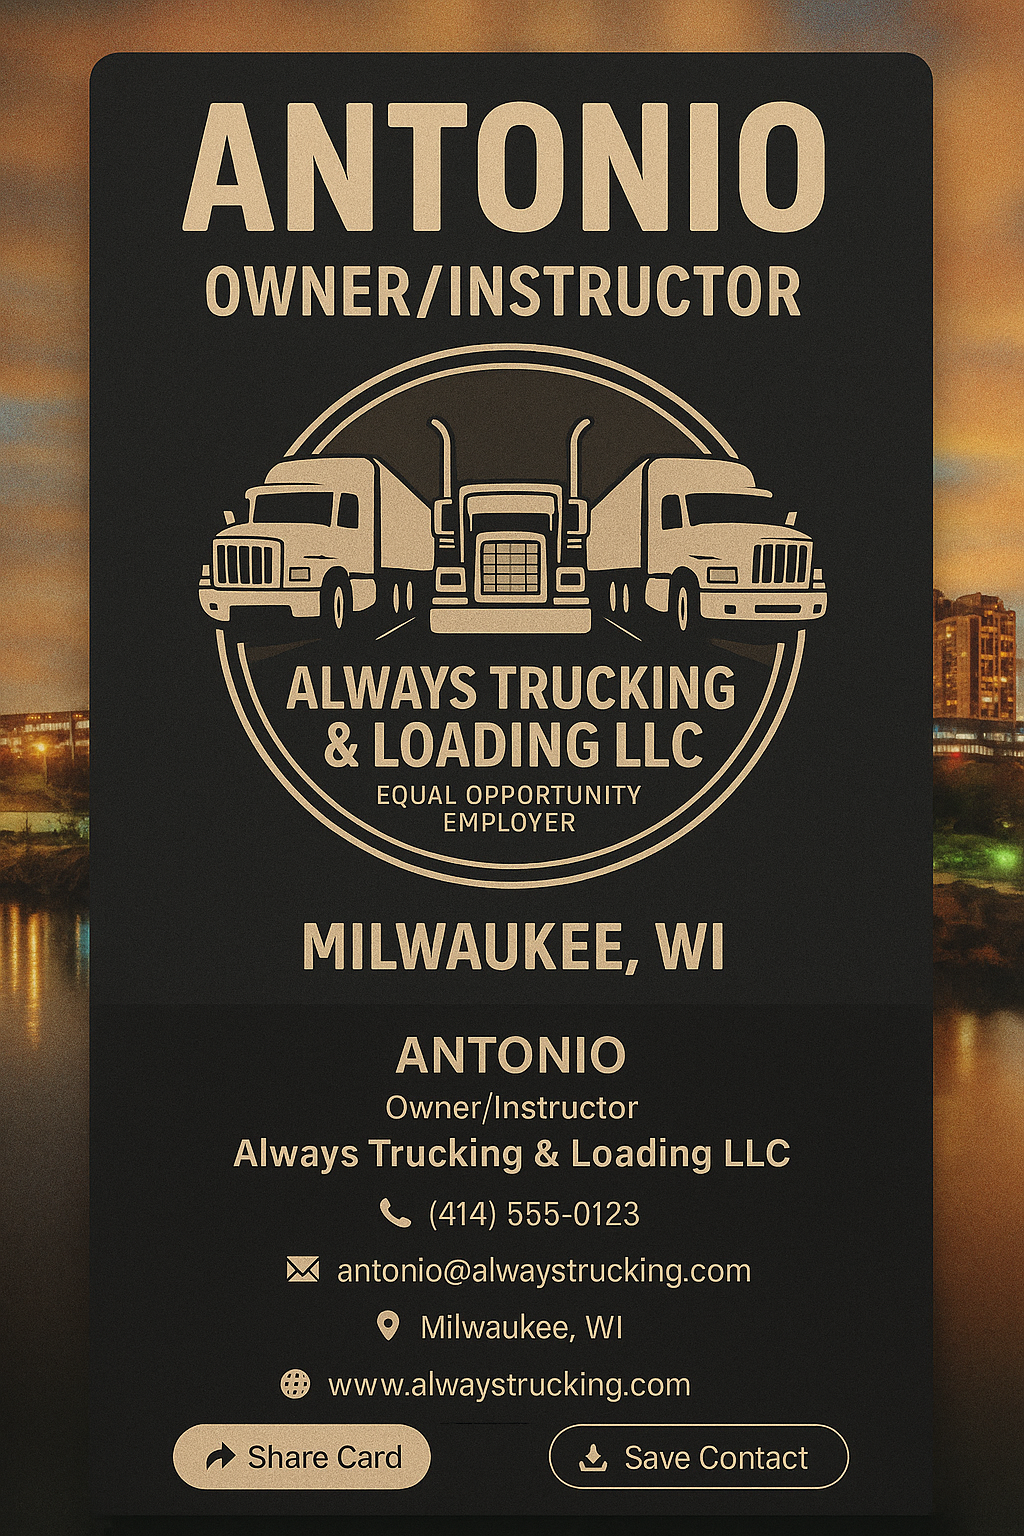 ANTONIO
OWNER/INSTRUCTOR
ALWAYS TRUCKING
& LOADING LLC
EQUAL OPPORTUNITY
EMPLOYER
MILWAUKEE, WI
ANTONIO
Owner/Instructor
Always Trucking & Loading LLC
(414) 555-0123
antonio@alwaystrucking.com
Milwaukee, WI
www.alwaystrucking.com
Share Card
Save Contact